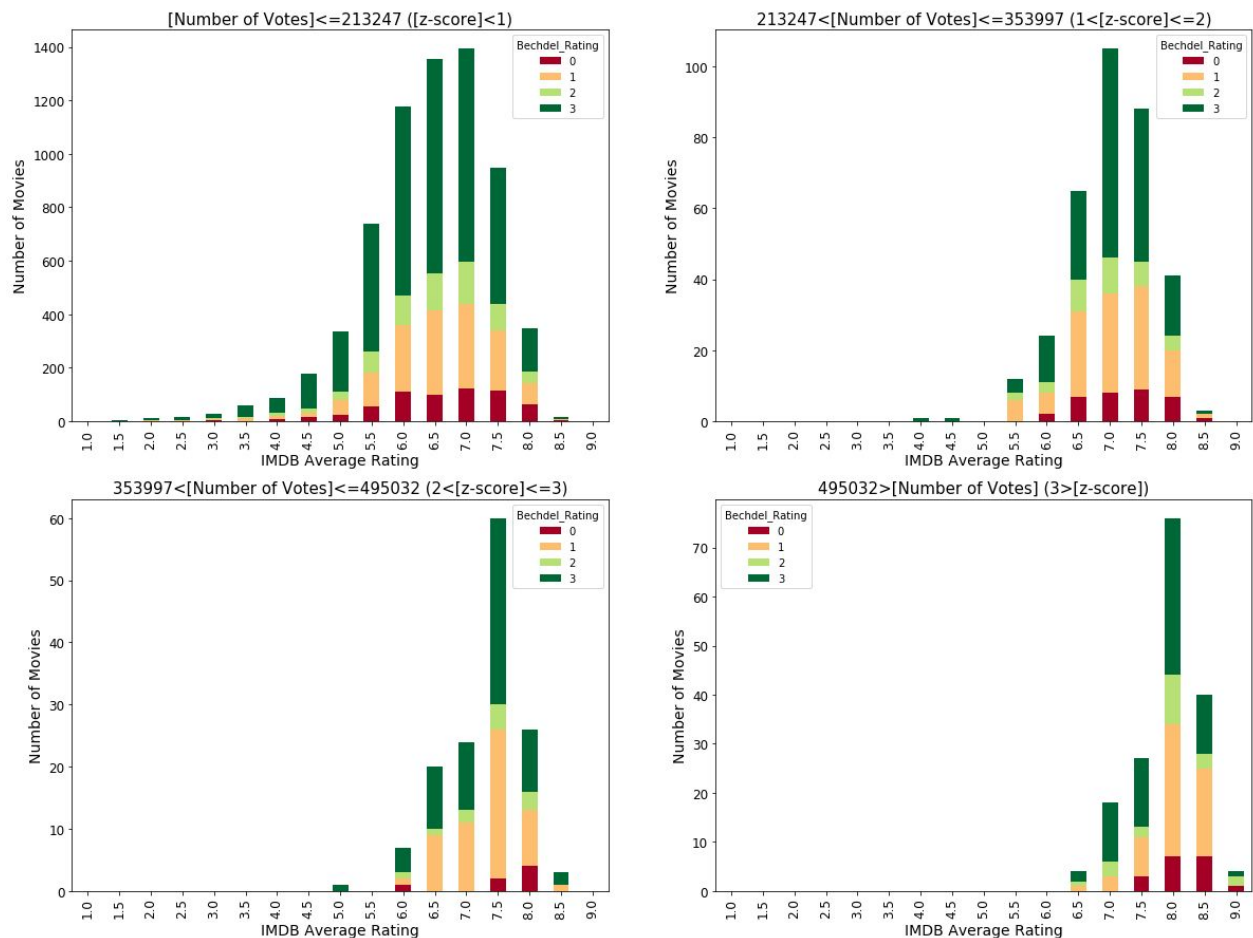 [Number of Votes]<=213247 ([z-score]<1)
Number of Movies
1400
1200
1000
800
600
400
200
0
Bechdel_Rating
0
1
2
3
1.0 1.5 2.0 2.5 3.0 3.5 4.0 4.5 5.0 5.5 6.0 6.5 7.0 7.5 8.0 8.5 9.0
IMDB Average Rating
213247<[Number of Votes]<=353997 (1<[z-score]<=2)
Number of Movies
100
80
60
40
20
0
Bechdel_Rating
0
1
2
3
1.0 1.5 2.0 2.5 3.0 3.5 4.0 4.5 5.0 5.5 6.0 6.5 7.0 7.5 8.0 8.5 9.0
IMDB Average Rating
353997<[Number of Votes]<=495032 (2<[z-score]<=3)
Number of Movies
60
50
40
30
20
10
0
Bechdel_Rating
0
1
2
3
1.0 1.5 2.0 2.5 3.0 3.5 4.0 4.5 5.0 5.5 6.0 6.5 7.0 7.5 8.0 8.5 9.0
IMDB Average Rating
495032>[Number of Votes] (3>[z-score])
Number of Movies
70
60
50
40
30
20
10
0
Bechdel_Rating
0
1
2
3
1.0 1.5 2.0 2.5 3.0 3.5 4.0 4.5 5.0 5.5 6.0 6.5 7.0 7.5 8.0 8.5 9.0
IMDB Average Rating